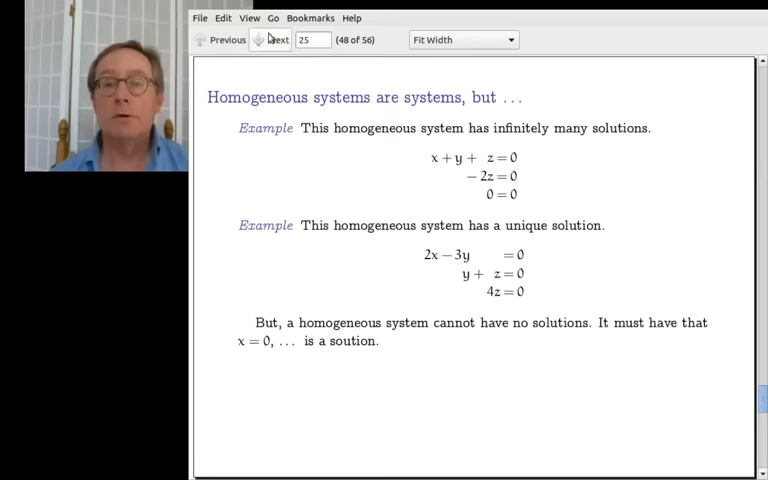 File Edit View Go Bookmarks Help
Previous Next 25 (48 of 56) Fit Width
Homogeneous systems are systems, but ...
Example This homogeneous system has infinitely many solutions.
x + y + z = 0
− 2z = 0
0 = 0
Example This homogeneous system has a unique solution.
2x − 3y = 0
y + z = 0
4z = 0
But, a homogeneous system cannot have no solutions. It must have that
x = 0, ... is a soution.